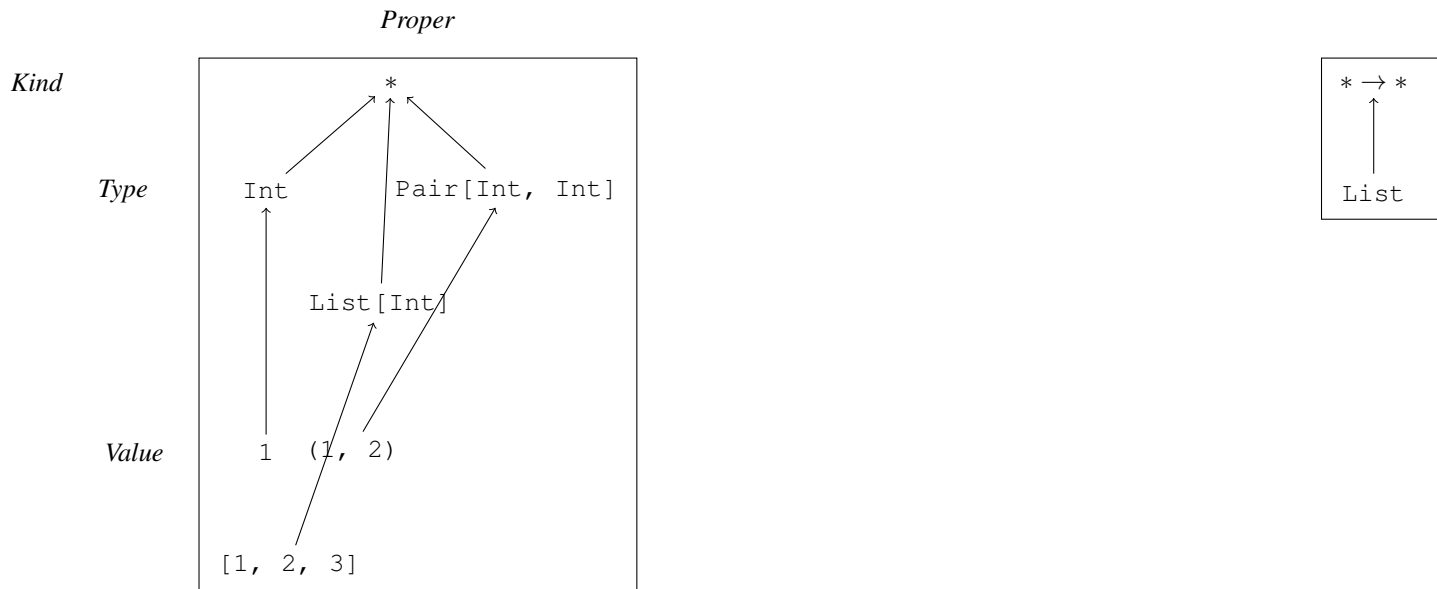 Proper
Kind * * → *
Type Int Pair[Int, Int] List
List[Int]
Value 1 (1, 2)
[1, 2, 3]